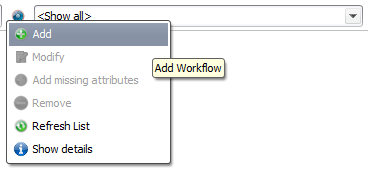 <Show all>
Add
Modify
Add Workflow
Add missing attributes
Remove
Refresh List
Show details